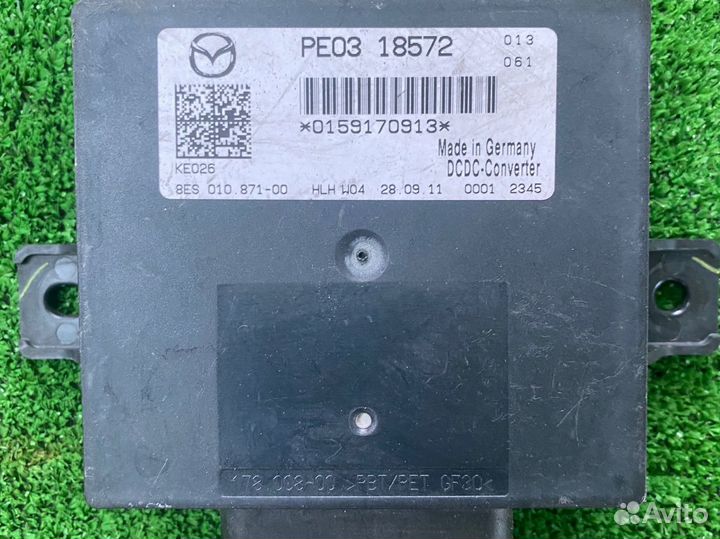 PE03 18572
013
061
*0159170913*
Made in Germany
DCDC-Converter
KE026
8ES 010.871-00 HLH W04 28.09.11 0001 2345
178.008-00 >PBT/PET GF30<
Avito